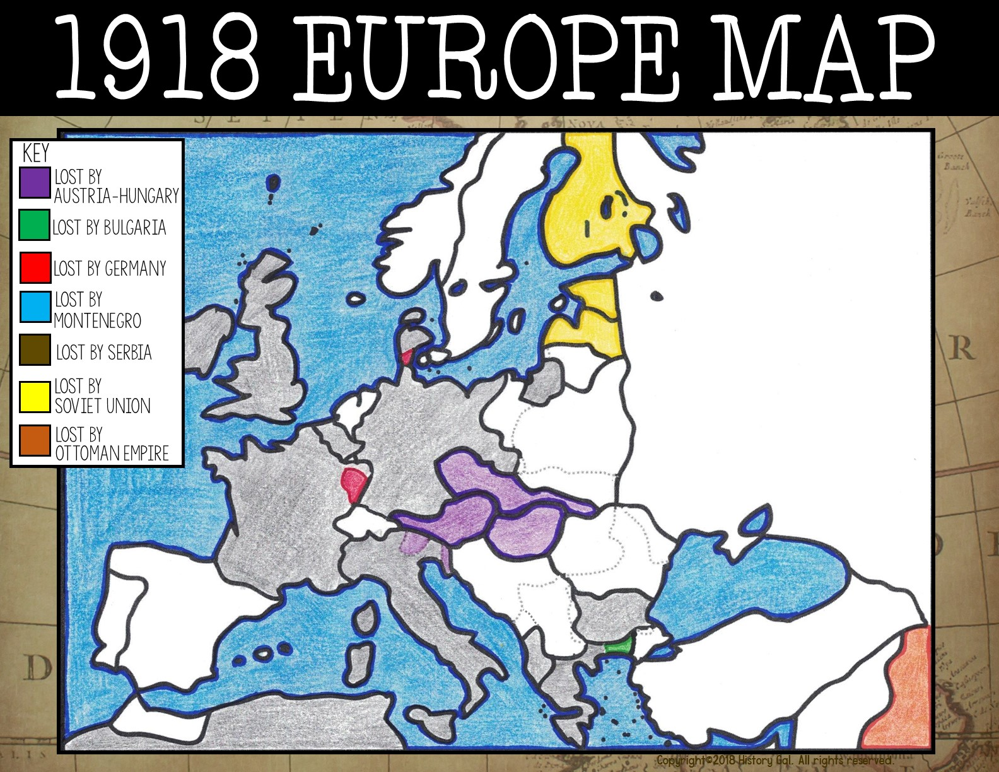 1918 EUROPE MAP
KEY
LOST BY
AUSTRIA-HUNGARY
LOST BY BULGARIA
LOST BY GERMANY
LOST BY
MONTENEGRO
LOST BY SERBIA
LOST BY
SOVIET UNION
LOST BY
OTTOMAN EMPIRE
R
D
Copyright©2018 History Gal. All rights reserved.